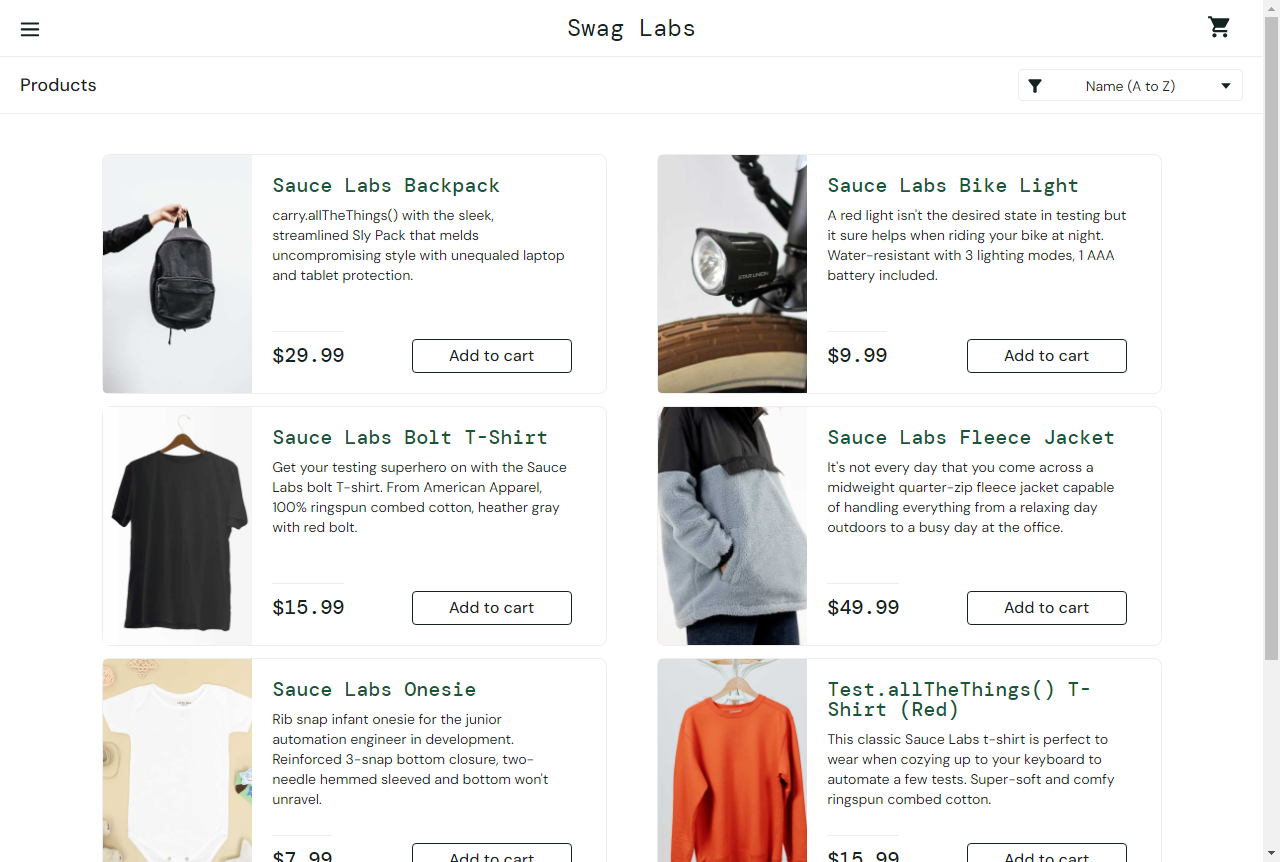 Swag Labs
Products
Name (A to Z)
Sauce Labs Backpack
carry.allTheThings() with the sleek,
streamlined Sly Pack that melds
uncompromising style with unequaled laptop
and tablet protection.
$29.99
Add to cart
Sauce Labs Bike Light
A red light isn't the desired state in testing but
it sure helps when riding your bike at night.
Water-resistant with 3 lighting modes, 1 AAA
battery included.
$9.99
Add to cart
STAR UNION
Sauce Labs Bolt T-Shirt
Get your testing superhero on with the Sauce
Labs bolt T-shirt. From American Apparel,
100% ringspun combed cotton, heather gray
with red bolt.
$15.99
Add to cart
Sauce Labs Fleece Jacket
It's not every day that you come across a
midweight quarter-zip fleece jacket capable
of handling everything from a relaxing day
outdoors to a busy day at the office.
$49.99
Add to cart
Sauce Labs Onesie
Rib snap infant onesie for the junior
automation engineer in development.
Reinforced 3-snap bottom closure, two-
needle hemmed sleeved and bottom won't
unravel.
$7.99
Add to cart
Test.allTheThings() T-
Shirt (Red)
This classic Sauce Labs t-shirt is perfect to
wear when cozying up to your keyboard to
automate a few tests. Super-soft and comfy
ringspun combed cotton.
$15.99
Add to cart